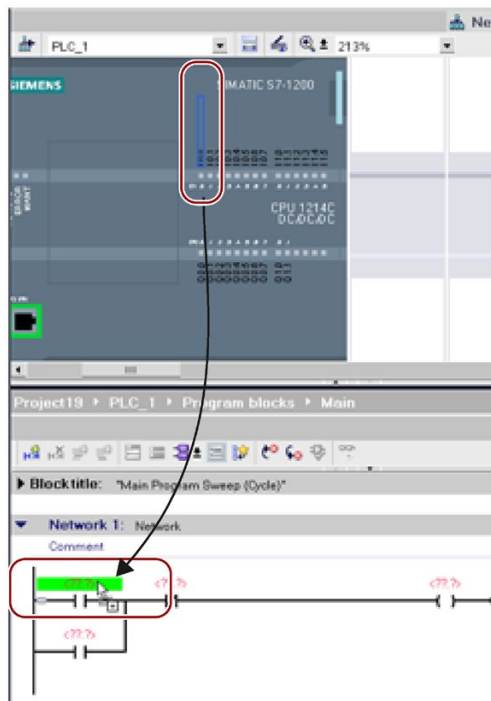 Ne
PLC_1
213%
SIEMENS
SIMATIC S7-1200
CPU 1214C
DC/DC/DC
Project19 ▸ PLC_1 ▸ Program blocks ▸ Main
Block title: "Main Program Sweep (Cycle)"
Network 1: Network
Comment
<??.?> <??.?> <??.?>
<??.?>